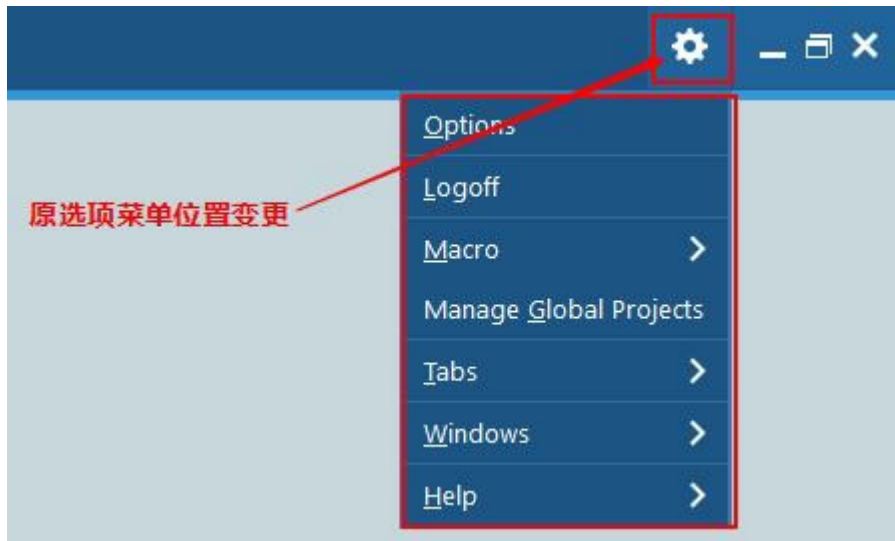 Options
Logoff
原选项菜单位置变更
Macro
Manage Global Projects
Tabs
Windows
Help